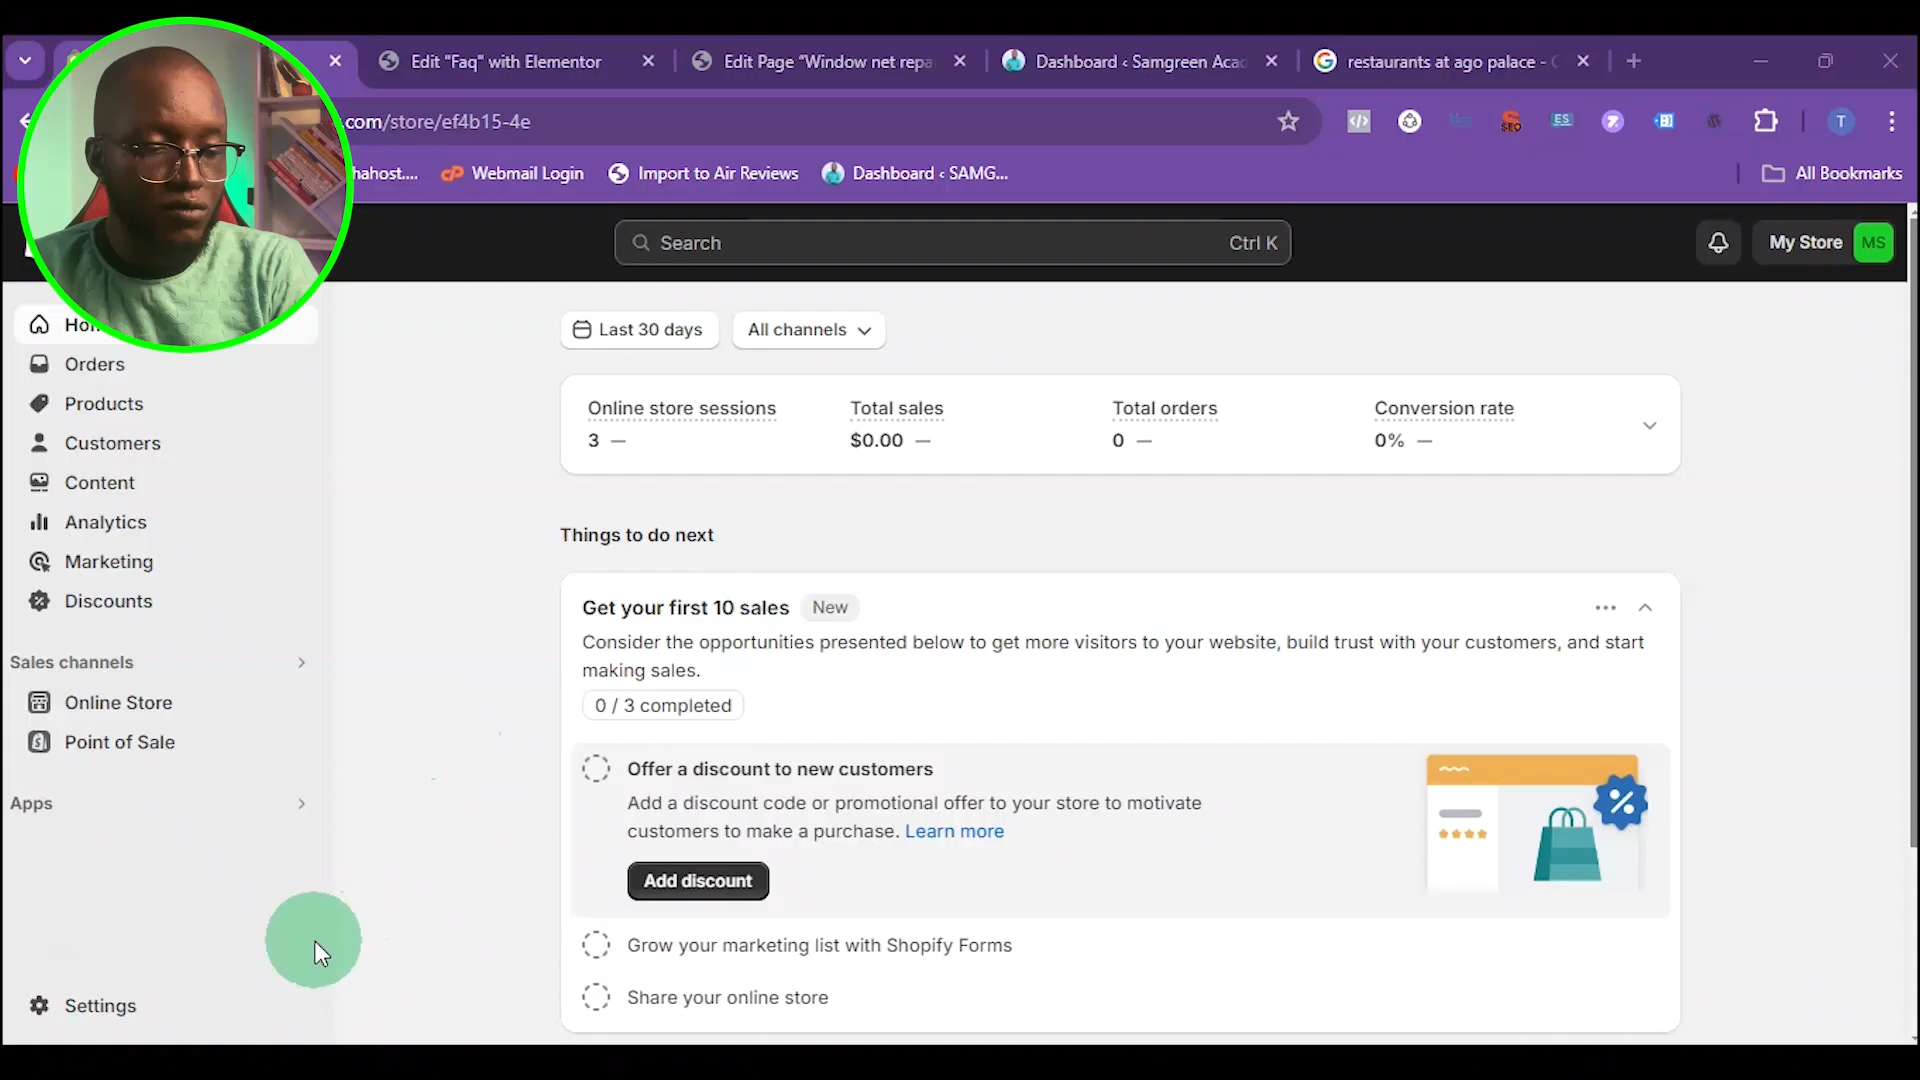 Edit "Faq" with Elementor
Edit Page "Window net repa
Dashboard ‹ Samgreen Aca
restaurants at ago palace -
.com/store/ef4b15-4e
SEO
ES
T
hahost....
Webmail Login
Import to Air Reviews
Dashboard ‹ SAMG...
All Bookmarks
Search
Ctrl K
My Store
MS
Orders
Products
Customers
Content
Analytics
Marketing
Discounts
Sales channels
Online Store
Point of Sale
Apps
Settings
Last 30 days
All channels
Online store sessions
3 —
Total sales
$0.00 —
Total orders
0 —
Conversion rate
0% —
Things to do next
Get your first 10 sales
New
Consider the opportunities presented below to get more visitors to your website, build trust with your customers, and start
making sales.
0 / 3 completed
Offer a discount to new customers
Add a discount code or promotional offer to your store to motivate
customers to make a purchase. Learn more
Add discount
Grow your marketing list with Shopify Forms
Share your online store